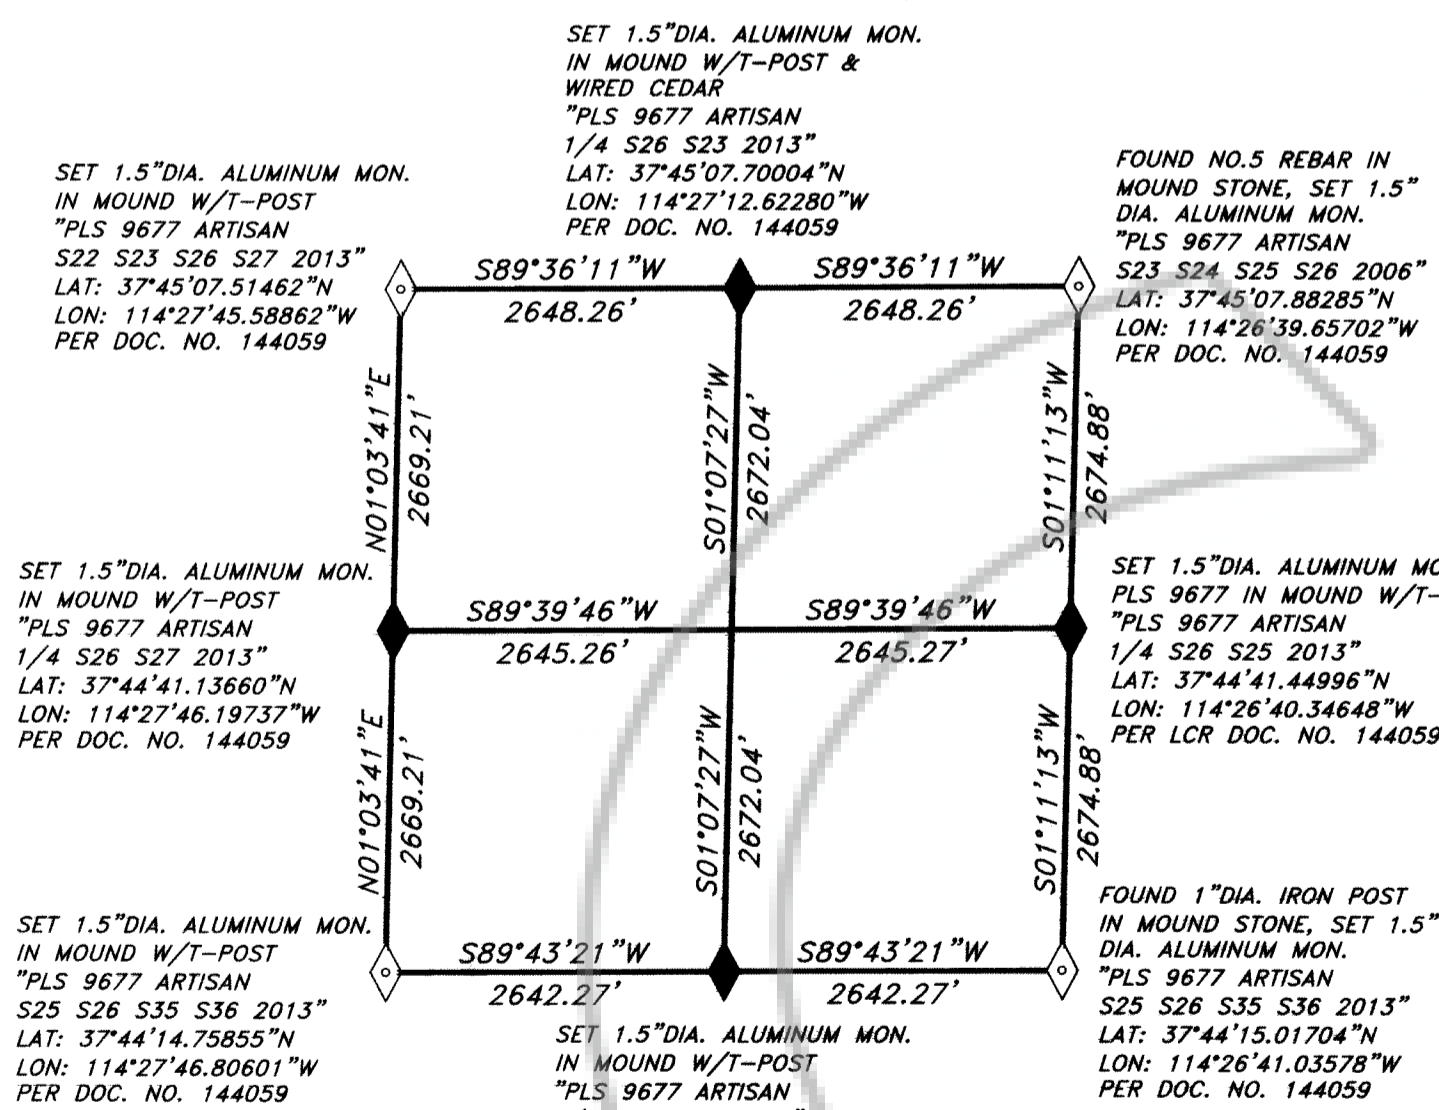 SET 1.5"DIA. ALUMINUM MON.
IN MOUND W/T-POST &
WIRED CEDAR
"PLS 9677 ARTISAN
1/4 S26 S23 2013"
LAT: 37°45'07.70004"N
LON: 114°27'12.62280"W
PER DOC. NO. 144059
SET 1.5"DIA. ALUMINUM MON.
IN MOUND W/T-POST
"PLS 9677 ARTISAN
S22 S23 S26 S27 2013"
LAT: 37°45'07.51462"N
LON: 114°27'45.58862"W
PER DOC. NO. 144059
FOUND NO.5 REBAR IN
MOUND STONE, SET 1.5"
DIA. ALUMINUM MON.
"PLS 9677 ARTISAN
S23 S24 S25 S26 2006"
LAT: 37°45'07.88285"N
LON: 114°26'39.65702"W
PER DOC. NO. 144059
S89°36'11"W
2648.26'
S89°36'11"W
2648.26'
N01°03'41"E
2669.21'
S01°07'27"W
2672.04'
S01°11'13"W
2674.88'
SET 1.5"DIA. ALUMINUM MON.
IN MOUND W/T-POST
"PLS 9677 ARTISAN
1/4 S26 S27 2013"
LAT: 37°44'41.13660"N
LON: 114°27'46.19737"W
PER DOC. NO. 144059
S89°39'46"W
2645.26'
S89°39'46"W
2645.27'
SET 1.5"DIA. ALUMINUM MO
PLS 9677 IN MOUND W/T-
"PLS 9677 ARTISAN
1/4 S26 S25 2013"
LAT: 37°44'41.44996"N
LON: 114°26'40.34648"W
PER LCR DOC. NO. 144059
N01°03'41"E
2669.21'
S01°07'27"W
2672.04'
S01°11'13"W
2674.88'
SET 1.5"DIA. ALUMINUM MON.
IN MOUND W/T-POST
"PLS 9677 ARTISAN
S25 S26 S35 S36 2013"
LAT: 37°44'14.75855"N
LON: 114°27'46.80601"W
PER DOC. NO. 144059
S89°43'21"W
2642.27'
S89°43'21"W
2642.27'
FOUND 1"DIA. IRON POST
IN MOUND STONE, SET 1.5"
DIA. ALUMINUM MON.
"PLS 9677 ARTISAN
S25 S26 S35 S36 2013"
LAT: 37°44'15.01704"N
LON: 114°26'41.03578"W
PER DOC. NO. 144059
SET 1.5"DIA. ALUMINUM MON.
IN MOUND W/T-POST
"PLS 9677 ARTISAN